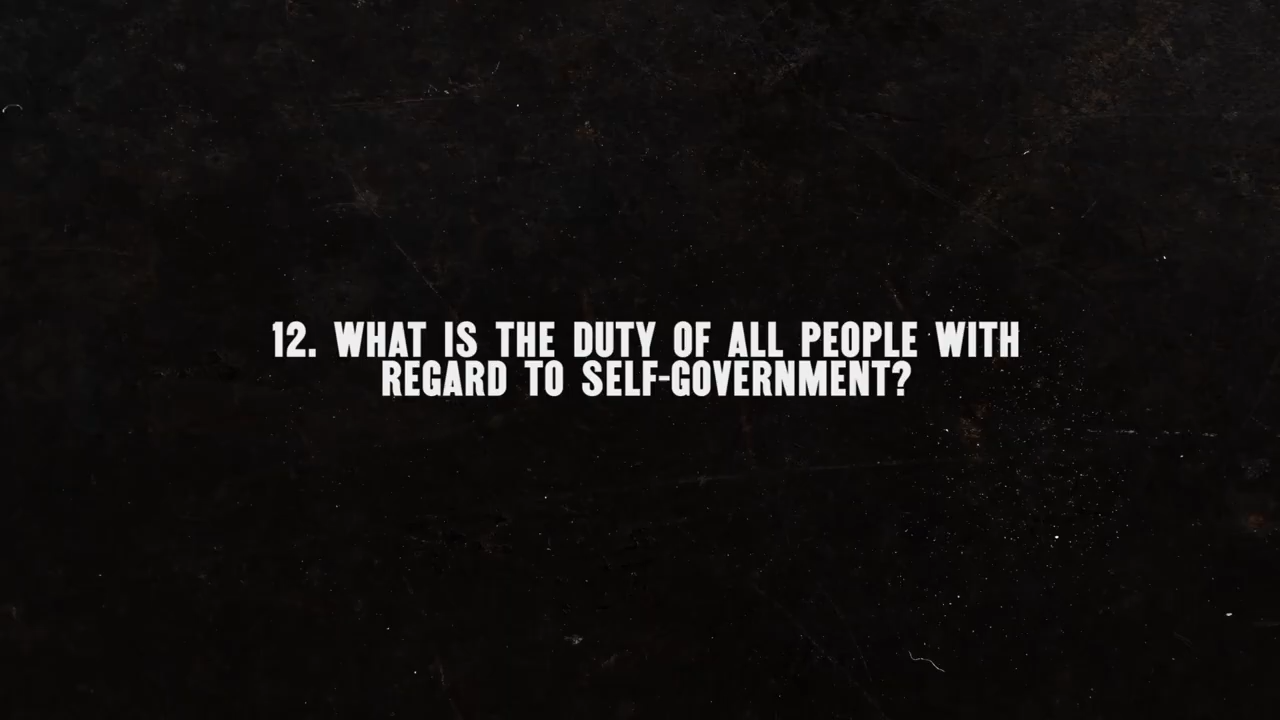 12. WHAT IS THE DUTY OF ALL PEOPLE WITH
REGARD TO SELF-GOVERNMENT?